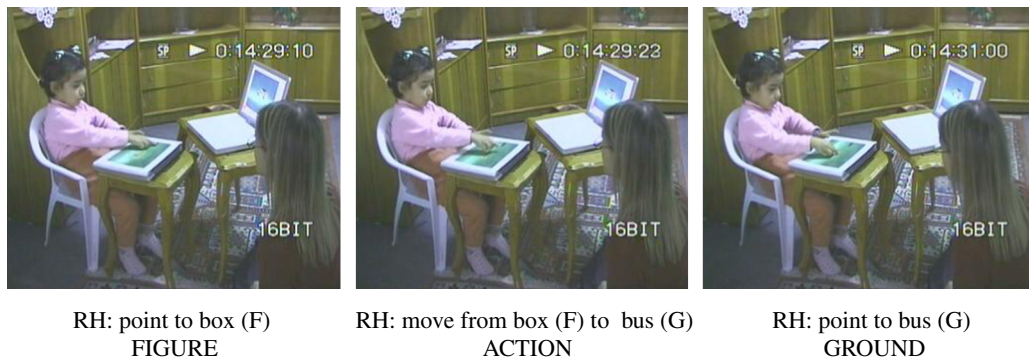 SP ▶ 0:14:29:10
16BIT
SP ▶ 0:14:29:23
16BIT
SP ▶ 0:14:31:00
16BIT
RH: point to box (F)
FIGURE
RH: move from box (F) to bus (G)
ACTION
RH: point to bus (G)
GROUND